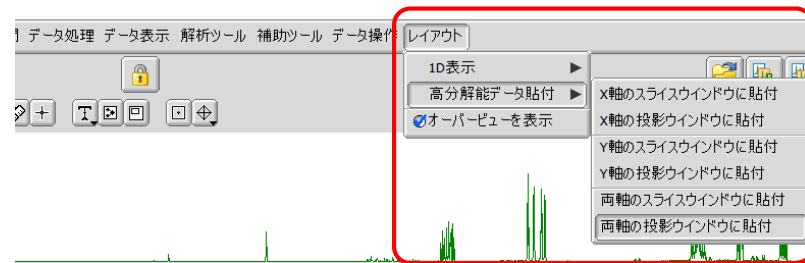 データ処理 データ表示 解析ツール 補助ツール データ操作 レイアウト
1D表示
高分解能データ貼付
オーバービューを表示
X軸のスライスウインドウに貼付
X軸の投影ウインドウに貼付
Y軸のスライスウインドウに貼付
Y軸の投影ウインドウに貼付
両軸のスライスウインドウに貼付
両軸の投影ウインドウに貼付